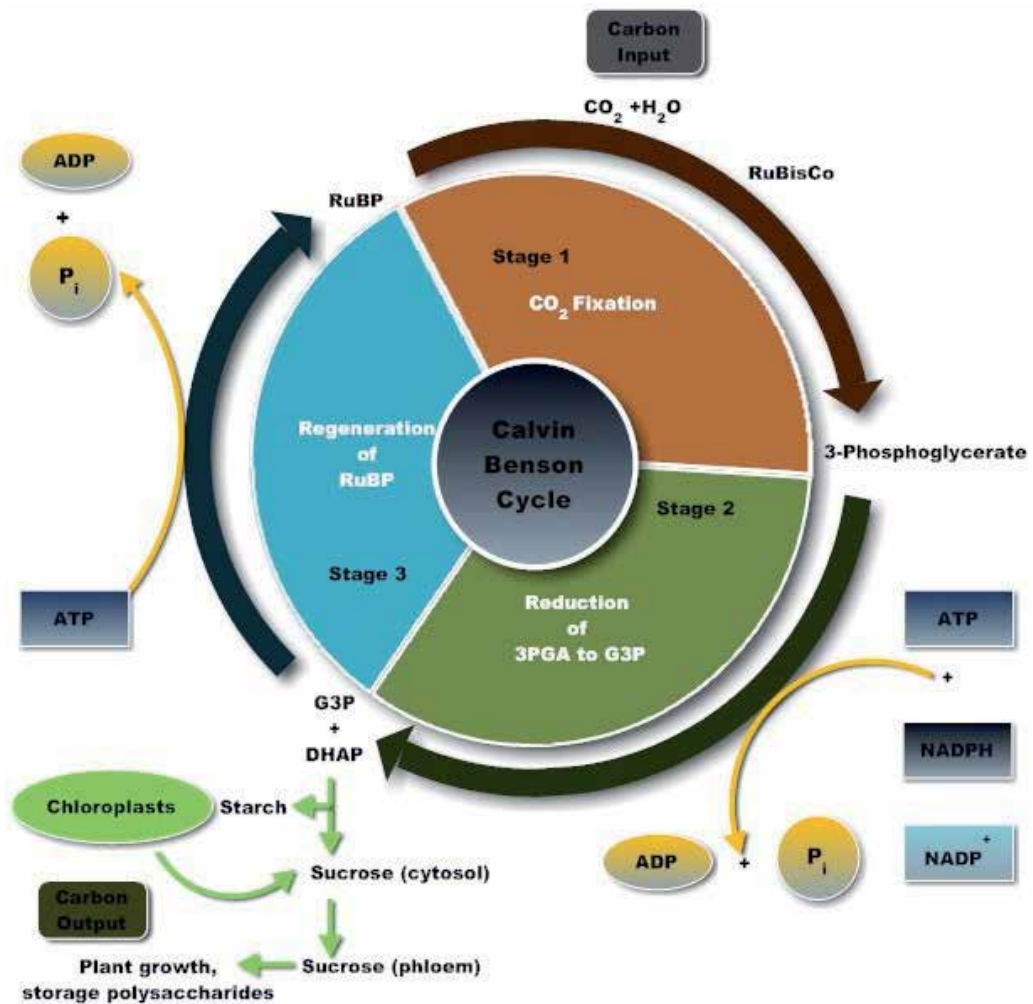 Carbon
Input
CO₂ +H₂O
RuBisCo
ADP
+
Pᵢ
RuBP
Stage 1
CO₂ Fixation
Regeneration
of
RuBP
Calvin
Benson
Cycle
3-Phosphoglycerate
Stage 2
Stage 3
Reduction
of
3PGA to G3P
ATP
ATP
+
NADPH
NADP⁺
G3P
+
DHAP
Chloroplasts
Starch
ADP
+
Pᵢ
Sucrose (cytosol)
Carbon
Output
Plant growth,
storage polysaccharides
Sucrose (phloem)